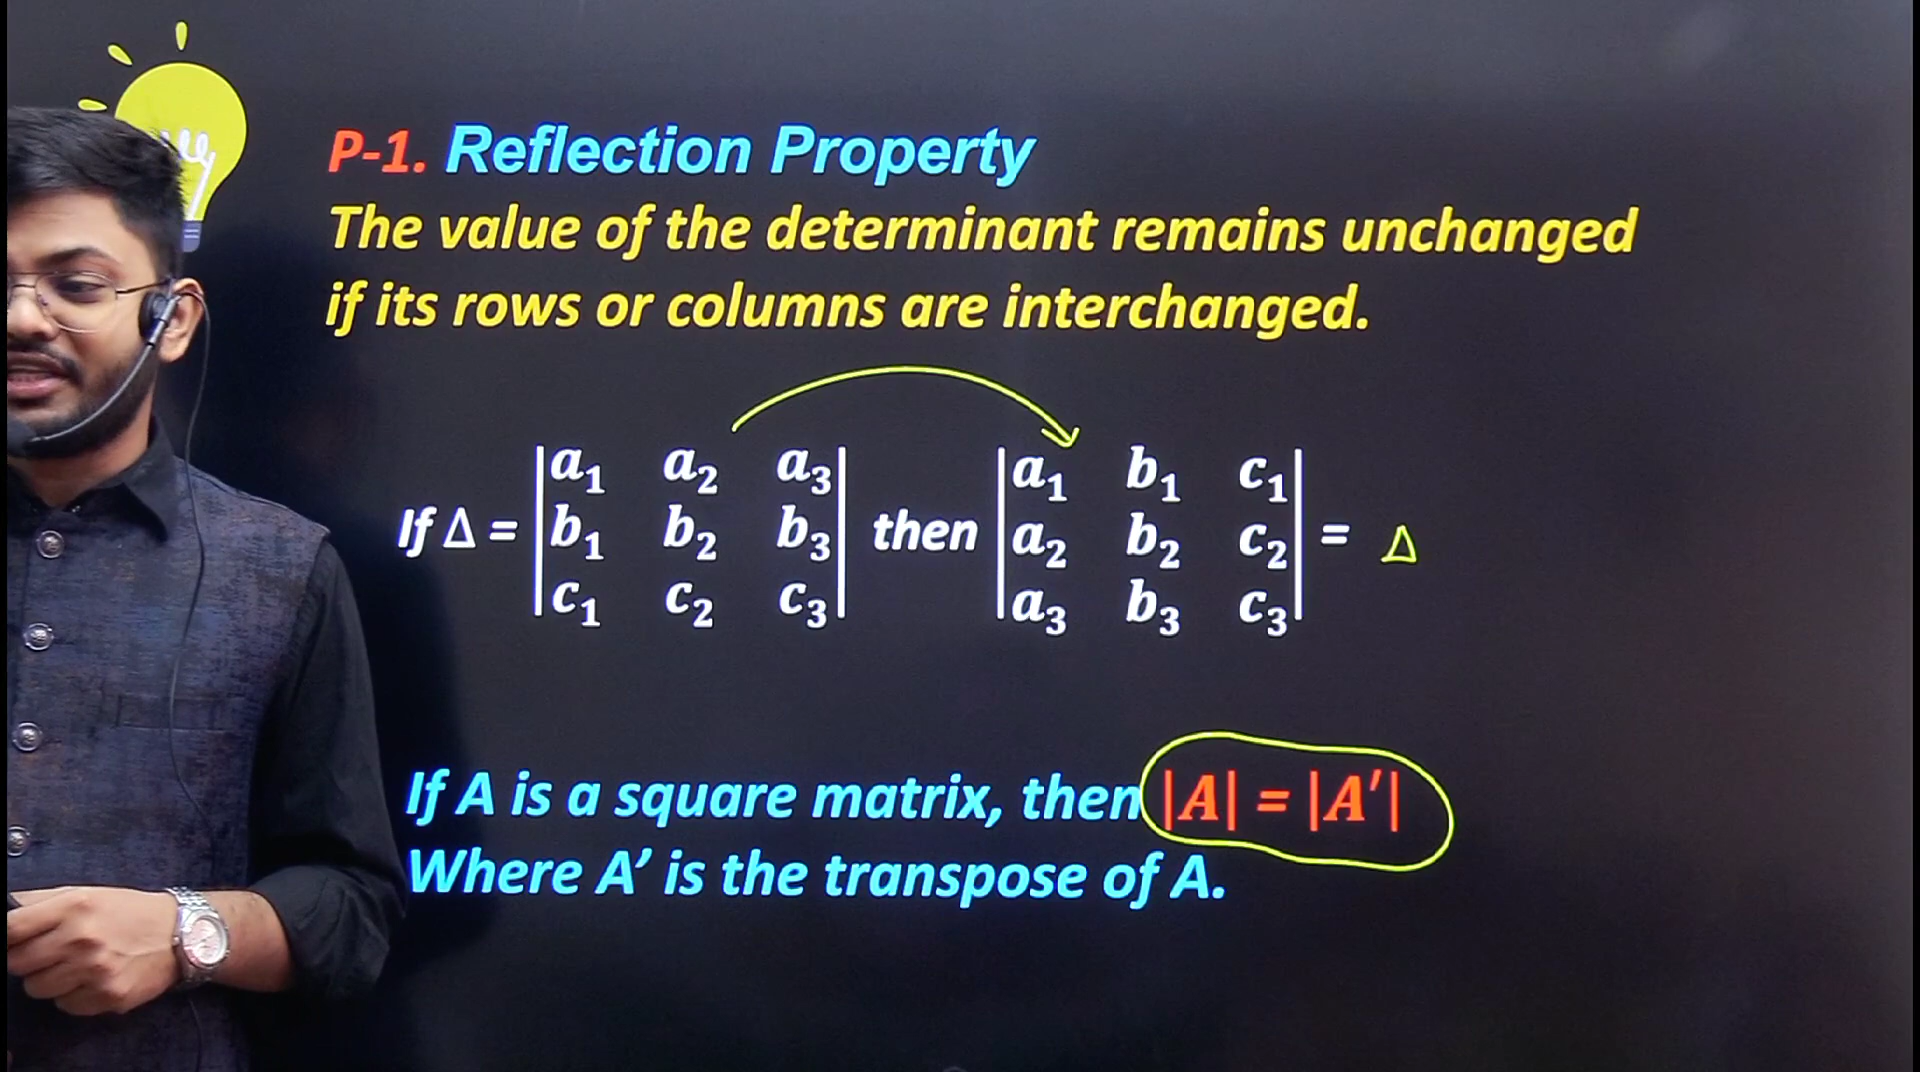 P-1. Reflection Property
The value of the determinant remains unchanged
if its rows or columns are interchanged.
If Δ = |a₁ a₂ a₃| then |a₁ b₁ c₁| = Δ
|b₁ b₂ b₃| |a₂ b₂ c₂|
|c₁ c₂ c₃| |a₃ b₃ c₃|
If A is a square matrix, then |A| = |A′|
Where A′ is the transpose of A.